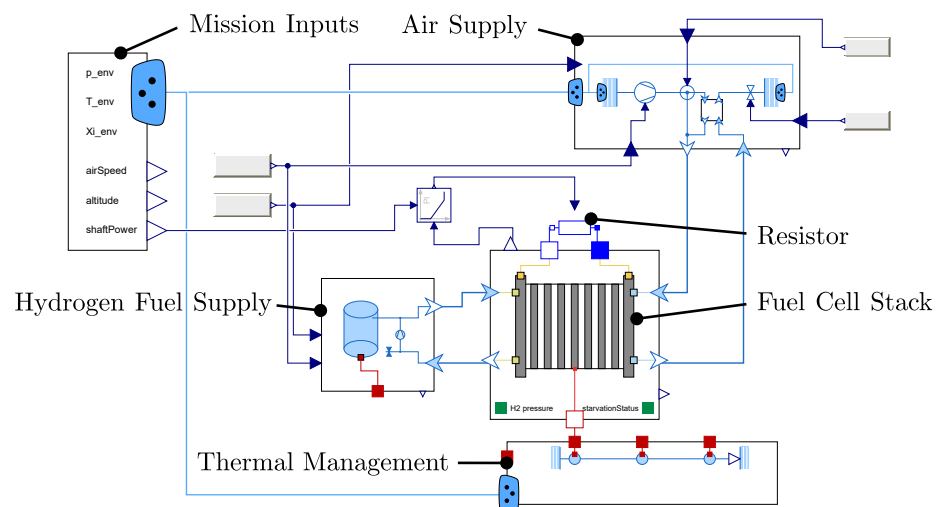 Mission Inputs
Air Supply
p_env
T_env
Xi_env
airSpeed
altitude
shaftPower
Resistor
Hydrogen Fuel Supply
Fuel Cell Stack
H2 pressure
starvationStatus
Thermal Management